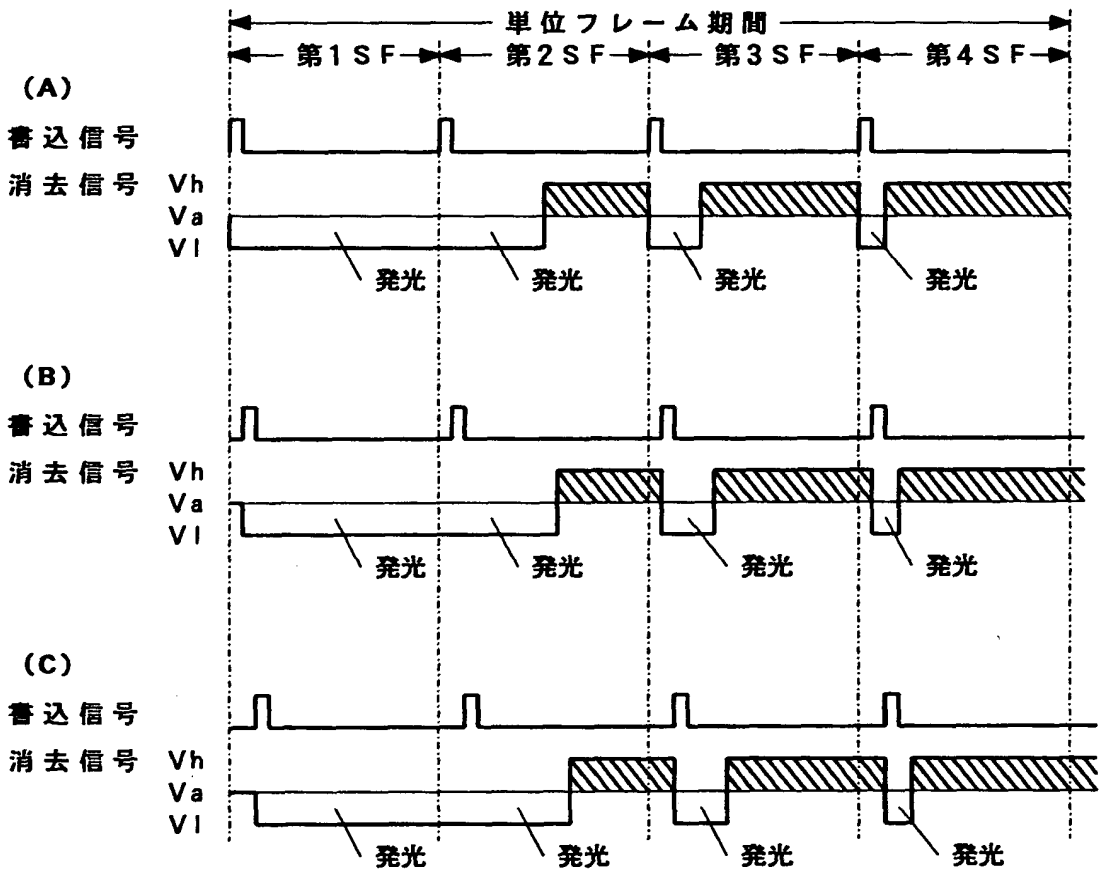 単位フレーム期間
第1SF 第2SF 第3SF 第4SF
(A)
書込信号
消去信号 Vh
Va
Vl
発光 発光 発光 発光
(B)
書込信号
消去信号 Vh
Va
Vl
発光 発光 発光 発光
(C)
書込信号
消去信号 Vh
Va
Vl
発光 発光 発光 発光